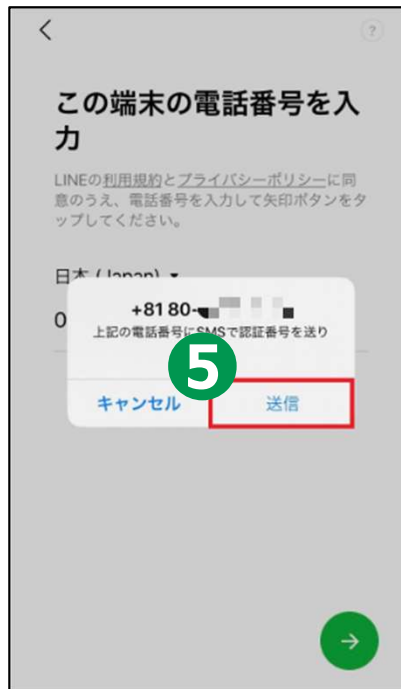 この端末の電話番号を入
力
LINEの利用規約とプライバシーポリシーに同
意のうえ、電話番号を入力して矢印ボタンをタ
ップしてください。
日本 (Japan)
+81 80-
上記の電話番号にSMSで認証番号を送り
5
キャンセル 送信